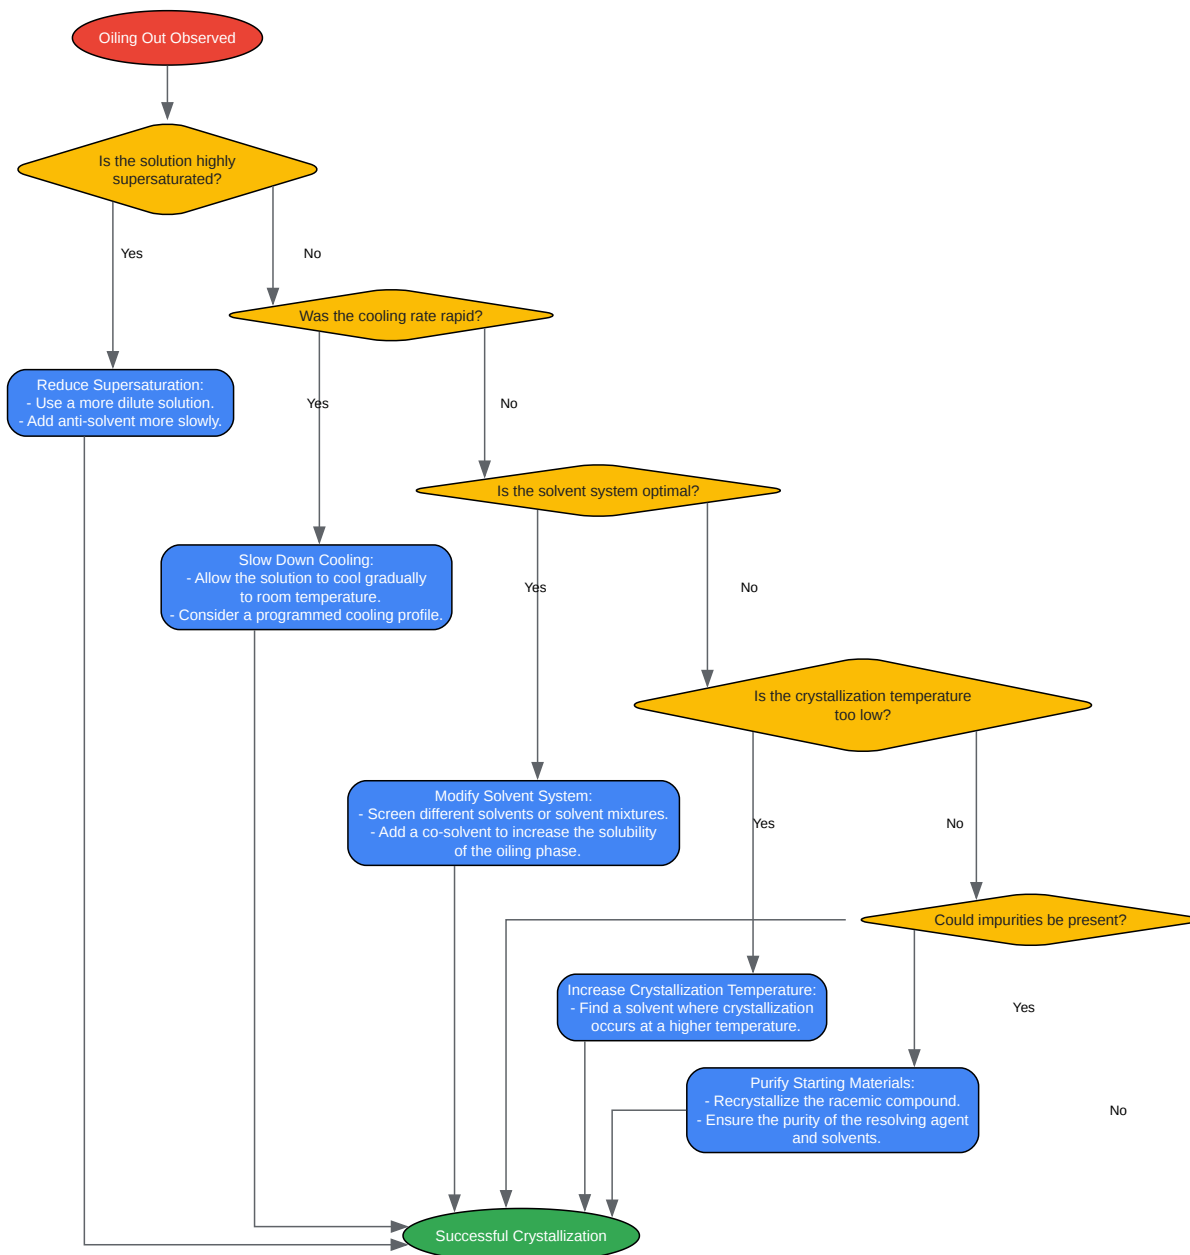 Oiling Out Observed
Is the solution highly
supersaturated?
Yes
No
Was the cooling rate rapid?
Reduce Supersaturation:
- Use a more dilute solution.
- Add anti-solvent more slowly.
Yes
No
Is the solvent system optimal?
Slow Down Cooling:
- Allow the solution to cool gradually
to room temperature.
- Consider a programmed cooling profile.
Yes
No
Is the crystallization temperature
too low?
Modify Solvent System:
- Screen different solvents or solvent mixtures.
- Add a co-solvent to increase the solubility
of the oiling phase.
Yes
No
Could impurities be present?
Increase Crystallization Temperature:
- Find a solvent where crystallization
occurs at a higher temperature.
Yes
Purify Starting Materials:
- Recrystallize the racemic compound.
- Ensure the purity of the resolving agent
and solvents.
No
Successful Crystallization